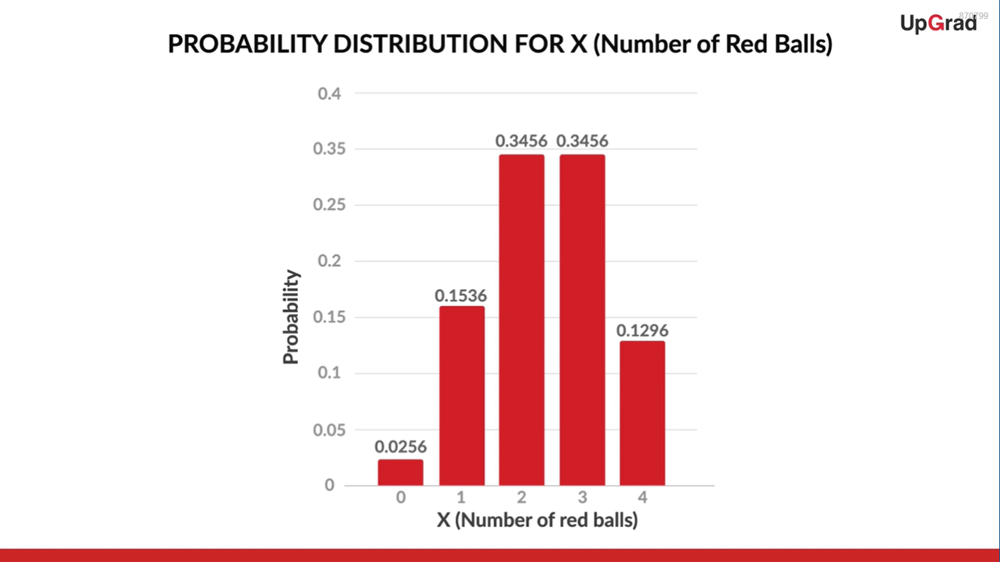 870799
UpGrad
PROBABILITY DISTRIBUTION FOR X (Number of Red Balls)
0.4
0.35
0.25
0.2
0.15
0.1
0.05
0
Probability
0.0256
0.1536
0.3456
0.3456
0.1296
0 1 2 3 4
X (Number of red balls)